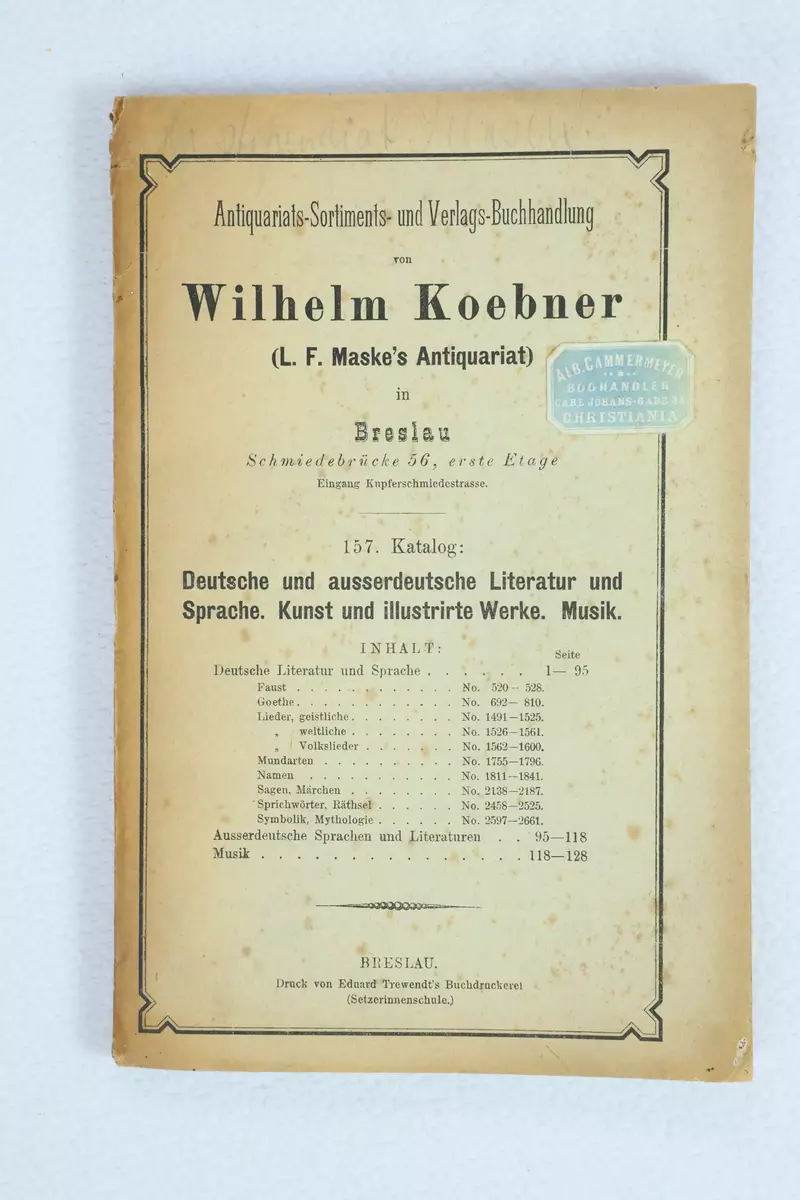 Antiquariats-Sortiments- und Verlags-Buchhandlung
von
Wilhelm Koebner
(L. F. Maske's Antiquariat)
ALB. CAMMERMEYER
BOGHANDLER
CARL JOHANS-GADE
CHRISTIANIA
in
Breslau
Schmiedebrücke 56, erste Etage
Eingang Kupferschmiedestrasse.
157. Katalog:
Deutsche und ausserdeutsche Literatur und
Sprache. Kunst und illustrirte Werke. Musik.
INHALT:
Seite
Deutsche Literatur und Sprache . . . . . . 1— 95
Faust . . . . . . . . . . . . No. 520— 528.
Goethe . . . . . . . . . . . . No. 692— 810.
Lieder, geistliche . . . . . . . . No. 1491—1525.
„ weltliche . . . . . . . . No. 1526—1561.
„ Volkslieder . . . . . . . No. 1562—1600.
Mundarten . . . . . . . . . . No. 1755—1796.
Namen . . . . . . . . . . . No. 1811—1841.
Sagen, Märchen . . . . . . . . No. 2138—2187.
Sprichwörter, Räthsel . . . . . . No. 2458—2525.
Symbolik, Mythologie . . . . . . No. 2597—2661.
Ausserdeutsche Sprachen und Literaturen . . 95—118
Musik . . . . . . . . . . . . . . . 118—128
BRESLAU.
Druck von Eduard Trewendt's Buchdruckerei
(Setzerinnenschule.)